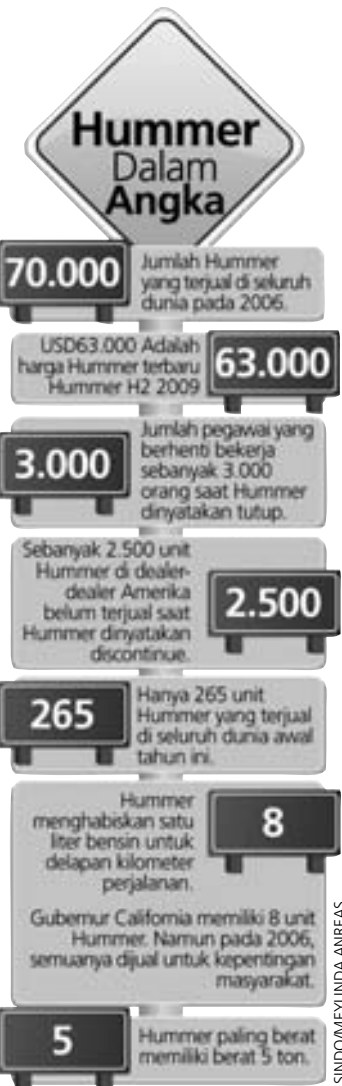 Hummer
Dalam
Angka
70.000
Jumlah Hummer
yang terjual di seluruh
dunia pada 2006.
USD63.000 Adalah
harga Hummer terbaru
Hummer H2 2009
63.000
3.000
Jumlah pegawai yang
berhenti bekerja
sebanyak 3.000
orang saat Hummer
dinyatakan tutup.
Sebanyak 2.500 unit
Hummer di dealer-
dealer Amerika
belum terjual saat
Hummer dinyatakan
discontinue.
2.500
265
Hanya 265 unit
Hummer yang terjual
di seluruh dunia awal
tahun ini.
Hummer
menghabiskan satu
liter bensin untuk
delapan kilometer
perjalanan.
8
Gubernur California memiliki 8 unit
Hummer. Namun pada 2006,
semuanya dijual untuk kepentingan
masyarakat.
5
Hummer paling berat
memiliki berat 5 ton.
SINDO/MEYLINDA ANREAS